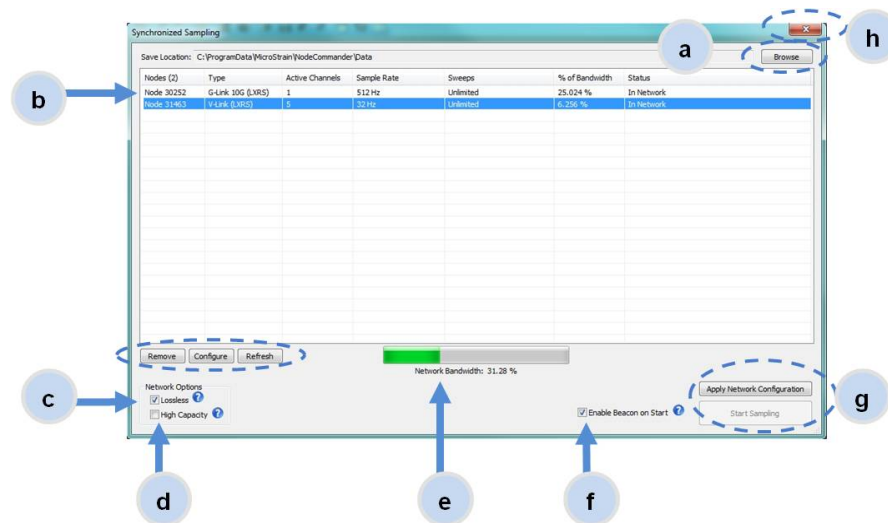 Synchronized Sampling
h
a
Save Location: C:\ProgramData\MicroStrain\NodeCommander\Data
Browse
Nodes (2) Type Active Channels Sample Rate Sweeps % of Bandwidth Status
b
Node 30252 G-Link 10G (LXRS) 1 512 Hz Unlimited 25.024 % In Network
Node 31463 V-Link (LXRS) 5 32 Hz Unlimited 6.256 % In Network
Remove Configure Refresh
Network Bandwidth: 31.28 %
Network Options
Apply Network Configuration
c
Lossless ?
g
High Capacity ?
Enable Beacon on Start ?
Start Sampling
d
e
f